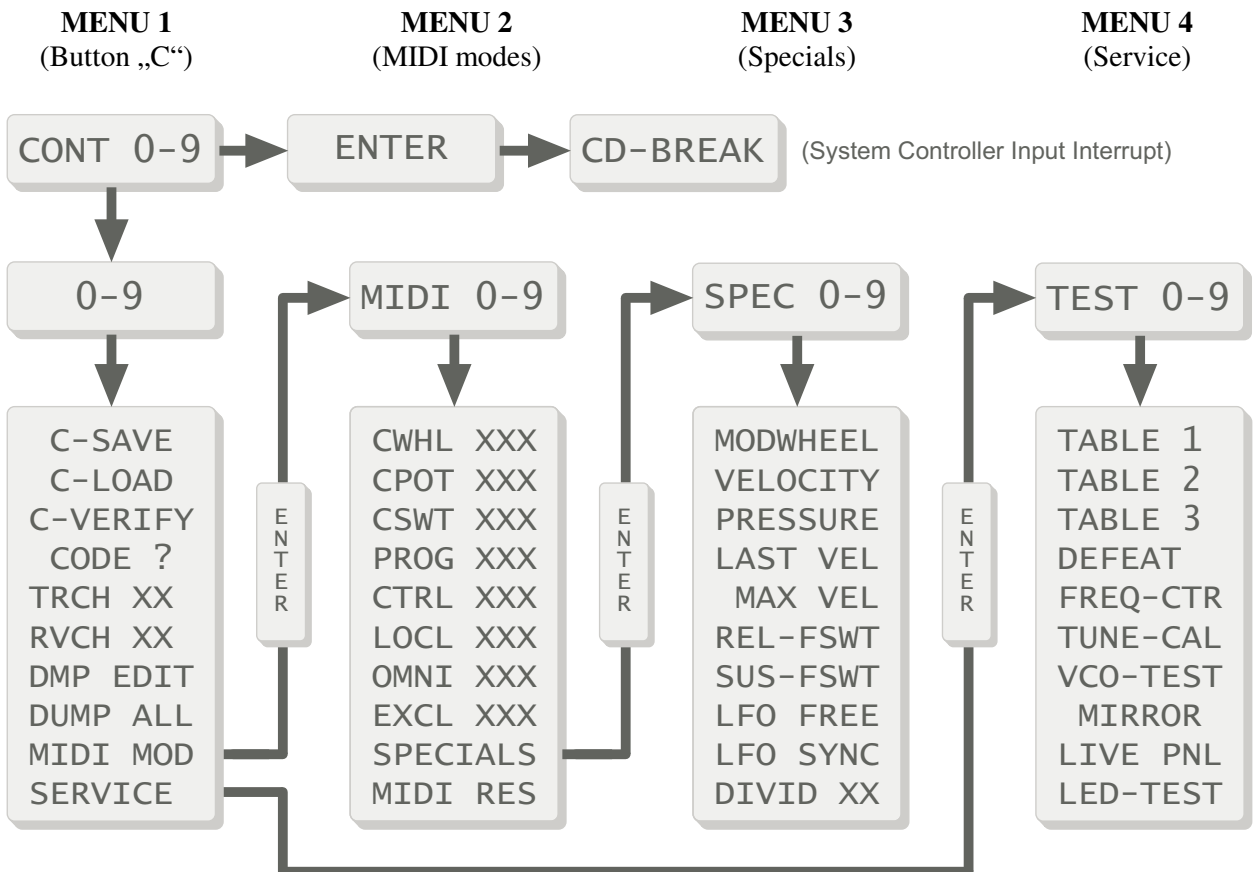 MENU 1
(Button „C“)
MENU 2
(MIDI modes)
MENU 3
(Specials)
MENU 4
(Service)
CONT 0-9
ENTER
CD-BREAK
(System Controller Input Interrupt)
0-9
MIDI 0-9
SPEC 0-9
TEST 0-9
C-SAVE
C-LOAD
C-VERIFY
CODE ?
TRCH XX
RVCH XX
DMP EDIT
DUMP ALL
MIDI MOD
SERVICE
ENTER
CWHL XXX
CPOT XXX
CSWT XXX
PROG XXX
CTRL XXX
LOCL XXX
OMNI XXX
EXCL XXX
SPECIALS
MIDI RES
ENTER
MODWHEEL
VELOCITY
PRESSURE
LAST VEL
MAX VEL
REL-FSWT
SUS-FSWT
LFO FREE
LFO SYNC
DIVID XX
ENTER
TABLE 1
TABLE 2
TABLE 3
DEFEAT
FREQ-CTR
TUNE-CAL
VCO-TEST
MIRROR
LIVE PNL
LED-TEST